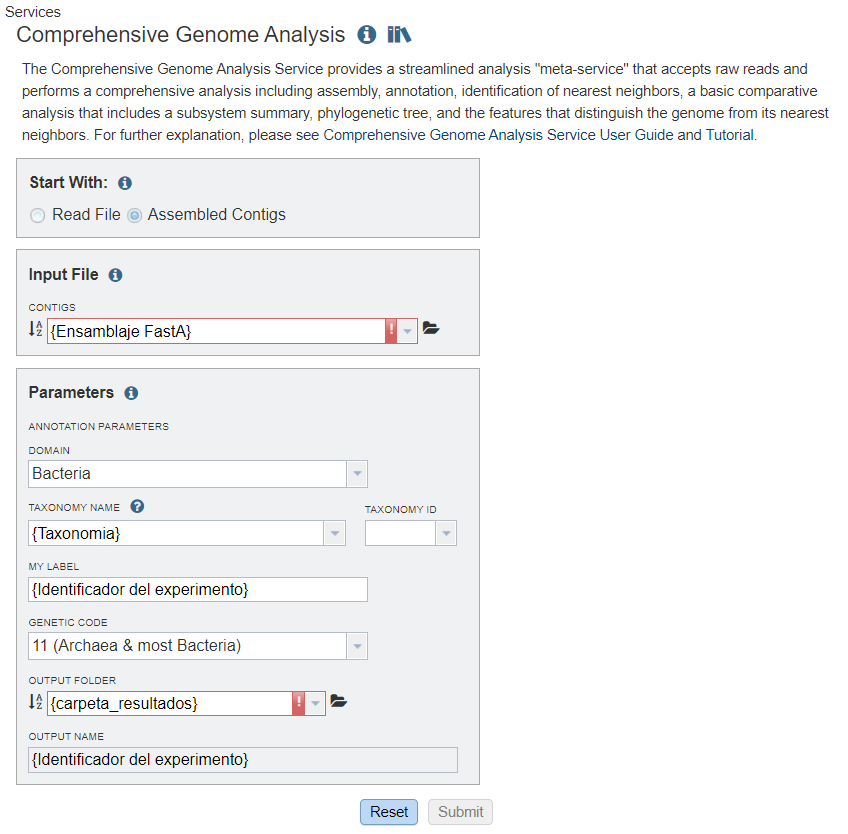 Services
Comprehensive Genome Analysis
The Comprehensive Genome Analysis Service provides a streamlined analysis "meta-service" that accepts raw reads and
performs a comprehensive analysis including assembly, annotation, identification of nearest neighbors, a basic comparative
analysis that includes a subsystem summary, phylogenetic tree, and the features that distinguish the genome from its nearest
neighbors. For further explanation, please see Comprehensive Genome Analysis Service User Guide and Tutorial.
Start With:
Read File Assembled Contigs
Input File
CONTIGS
{Ensamblaje FastA}
Parameters
ANNOTATION PARAMETERS
DOMAIN
Bacteria
TAXONOMY NAME TAXONOMY ID
{Taxonomia}
MY LABEL
{Identificador del experimento}
GENETIC CODE
11 (Archaea & most Bacteria)
OUTPUT FOLDER
{carpeta_resultados}
OUTPUT NAME
{Identificador del experimento}
Reset Submit